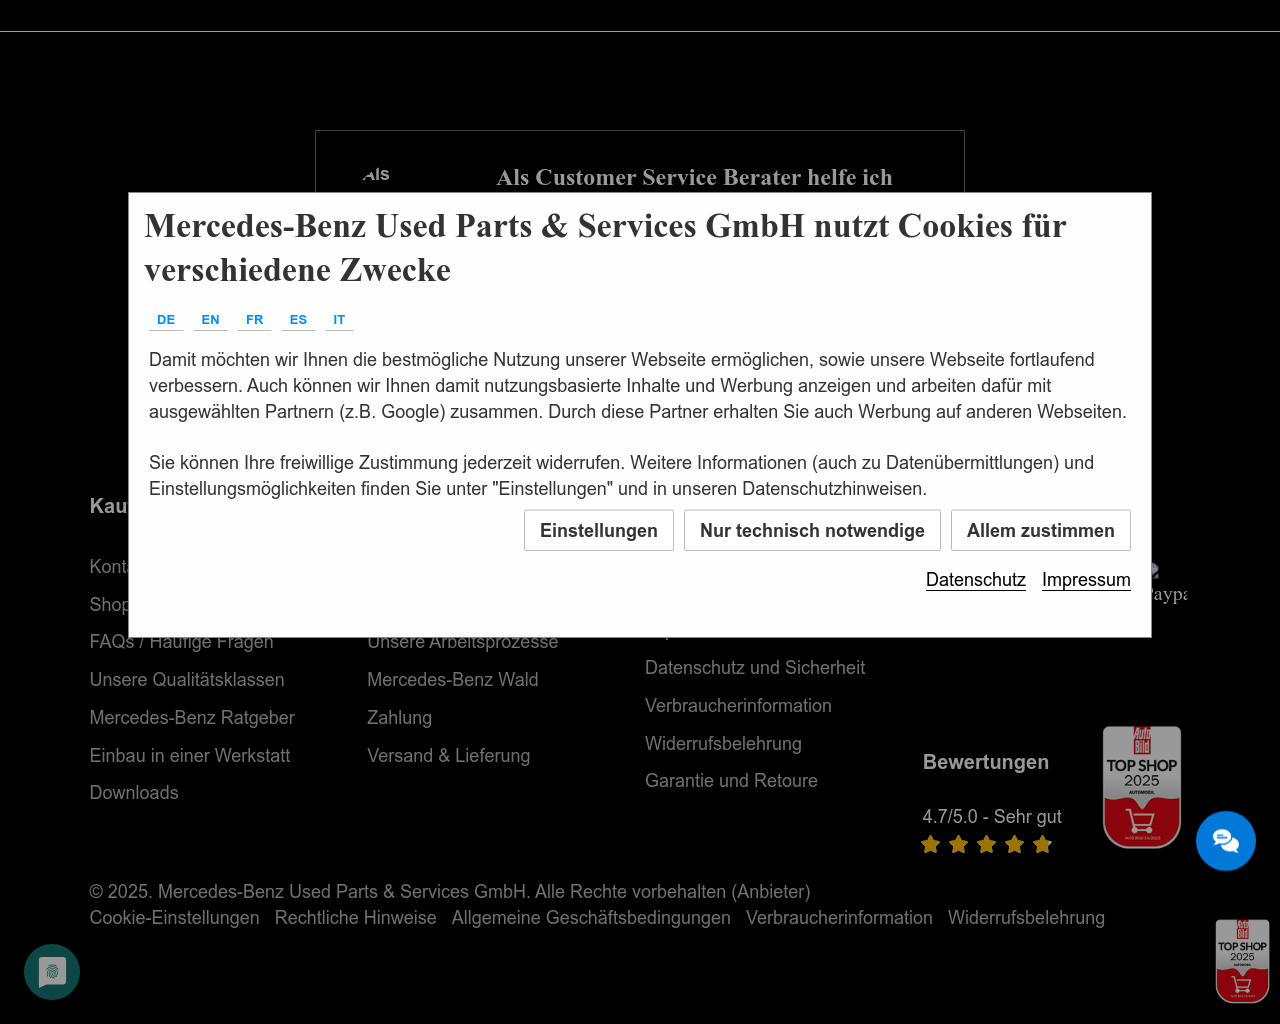 Als
Als Customer Service Berater helfe ich
Mercedes-Benz Used Parts & Services GmbH nutzt Cookies für
verschiedene Zwecke
DE EN FR ES IT
Damit möchten wir Ihnen die bestmögliche Nutzung unserer Webseite ermöglichen, sowie unsere Webseite fortlaufend
verbessern. Auch können wir Ihnen damit nutzungsbasierte Inhalte und Werbung anzeigen und arbeiten dafür mit
ausgewählten Partnern (z.B. Google) zusammen. Durch diese Partner erhalten Sie auch Werbung auf anderen Webseiten.
Sie können Ihre freiwillige Zustimmung jederzeit widerrufen. Weitere Informationen (auch zu Datenübermittlungen) und
Einstellungsmöglichkeiten finden Sie unter "Einstellungen" und in unseren Datenschutzhinweisen.
Einstellungen Nur technisch notwendige Allem zustimmen
Datenschutz Impressum
FAQs / Häufige Fragen
Unsere Qualitätsklassen
Mercedes-Benz Ratgeber
Einbau in einer Werkstatt
Downloads
Unsere Arbeitsprozesse
Mercedes-Benz Wald
Zahlung
Versand & Lieferung
Datenschutz und Sicherheit
Verbraucherinformation
Widerrufsbelehrung
Garantie und Retoure
Bewertungen
4.7/5.0 - Sehr gut
Auto
Bild
TOP SHOP
2025
AUTOMOBIL
© 2025. Mercedes-Benz Used Parts & Services GmbH. Alle Rechte vorbehalten (Anbieter)
Cookie-Einstellungen Rechtliche Hinweise Allgemeine Geschäftsbedingungen Verbraucherinformation Widerrufsbelehrung
Auto
Bild
TOP SHOP
2025